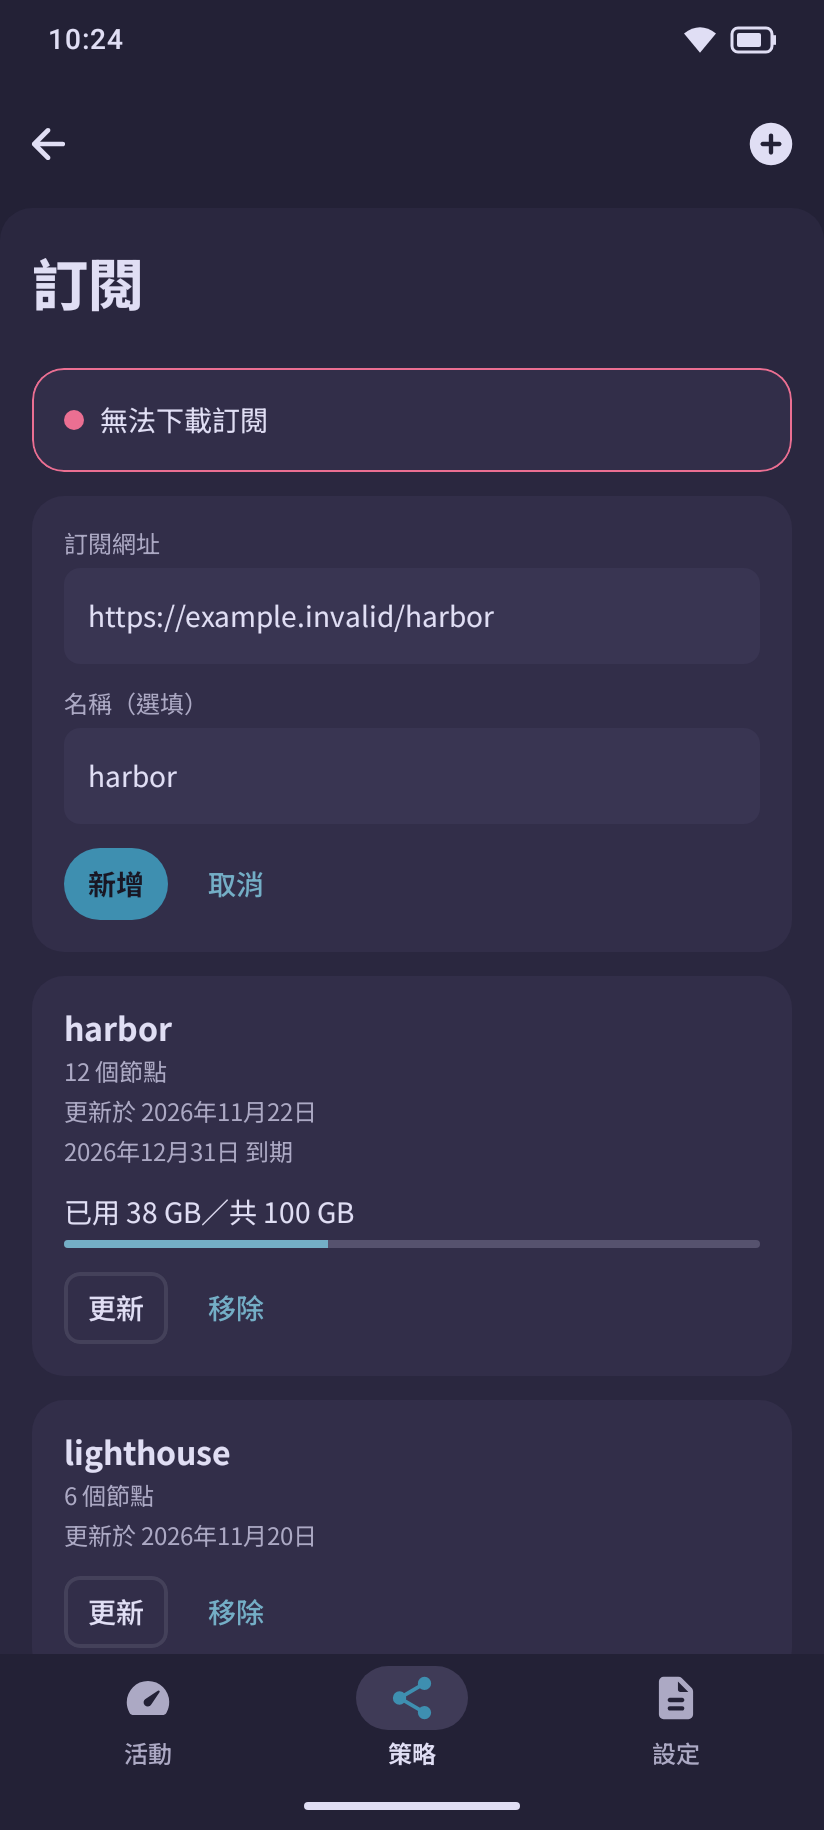 10:24
訂閱
無法下載訂閱
訂閱網址
https://example.invalid/harbor
名稱（選填）
harbor
新增
取消
harbor
12 個節點
更新於 2026年11月22日
2026年12月31日 到期
已用 38 GB／共 100 GB
更新
移除
lighthouse
6 個節點
更新於 2026年11月20日
更新
移除
活動
策略
設定